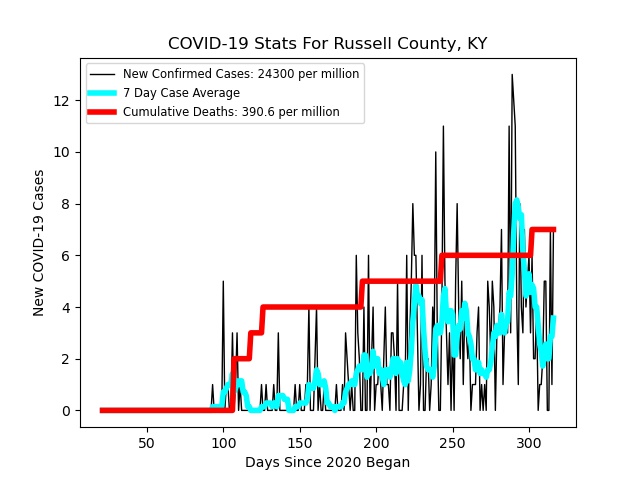 COVID-19 Stats For Russell County, KY
New Confirmed Cases: 24300 per million
7 Day Case Average
Cumulative Deaths: 390.6 per million
New COVID-19 Cases
12
10
8
6
4
2
0
50 100 150 200 250 300
Days Since 2020 Began